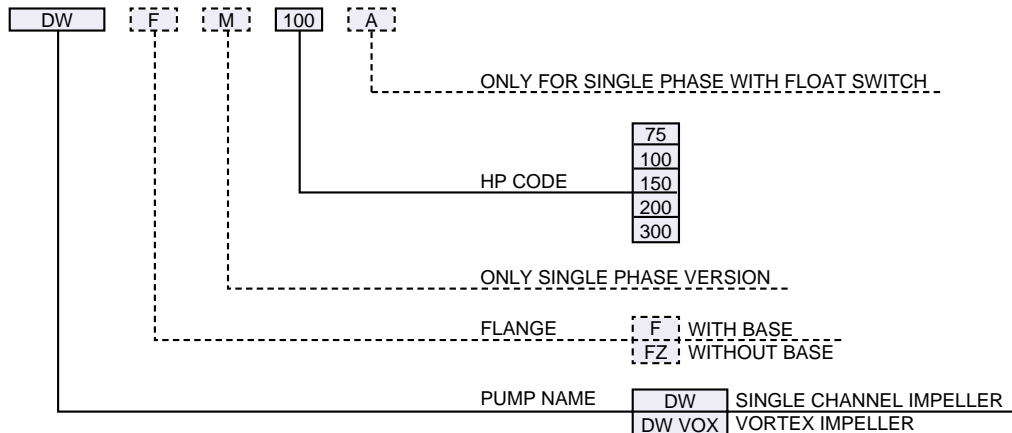 DW F M 100 A
ONLY FOR SINGLE PHASE WITH FLOAT SWITCH
75
100
HP CODE 150
200
300
ONLY SINGLE PHASE VERSION
FLANGE F WITH BASE
FZ WITHOUT BASE
PUMP NAME DW SINGLE CHANNEL IMPELLER
DW VOX VORTEX IMPELLER